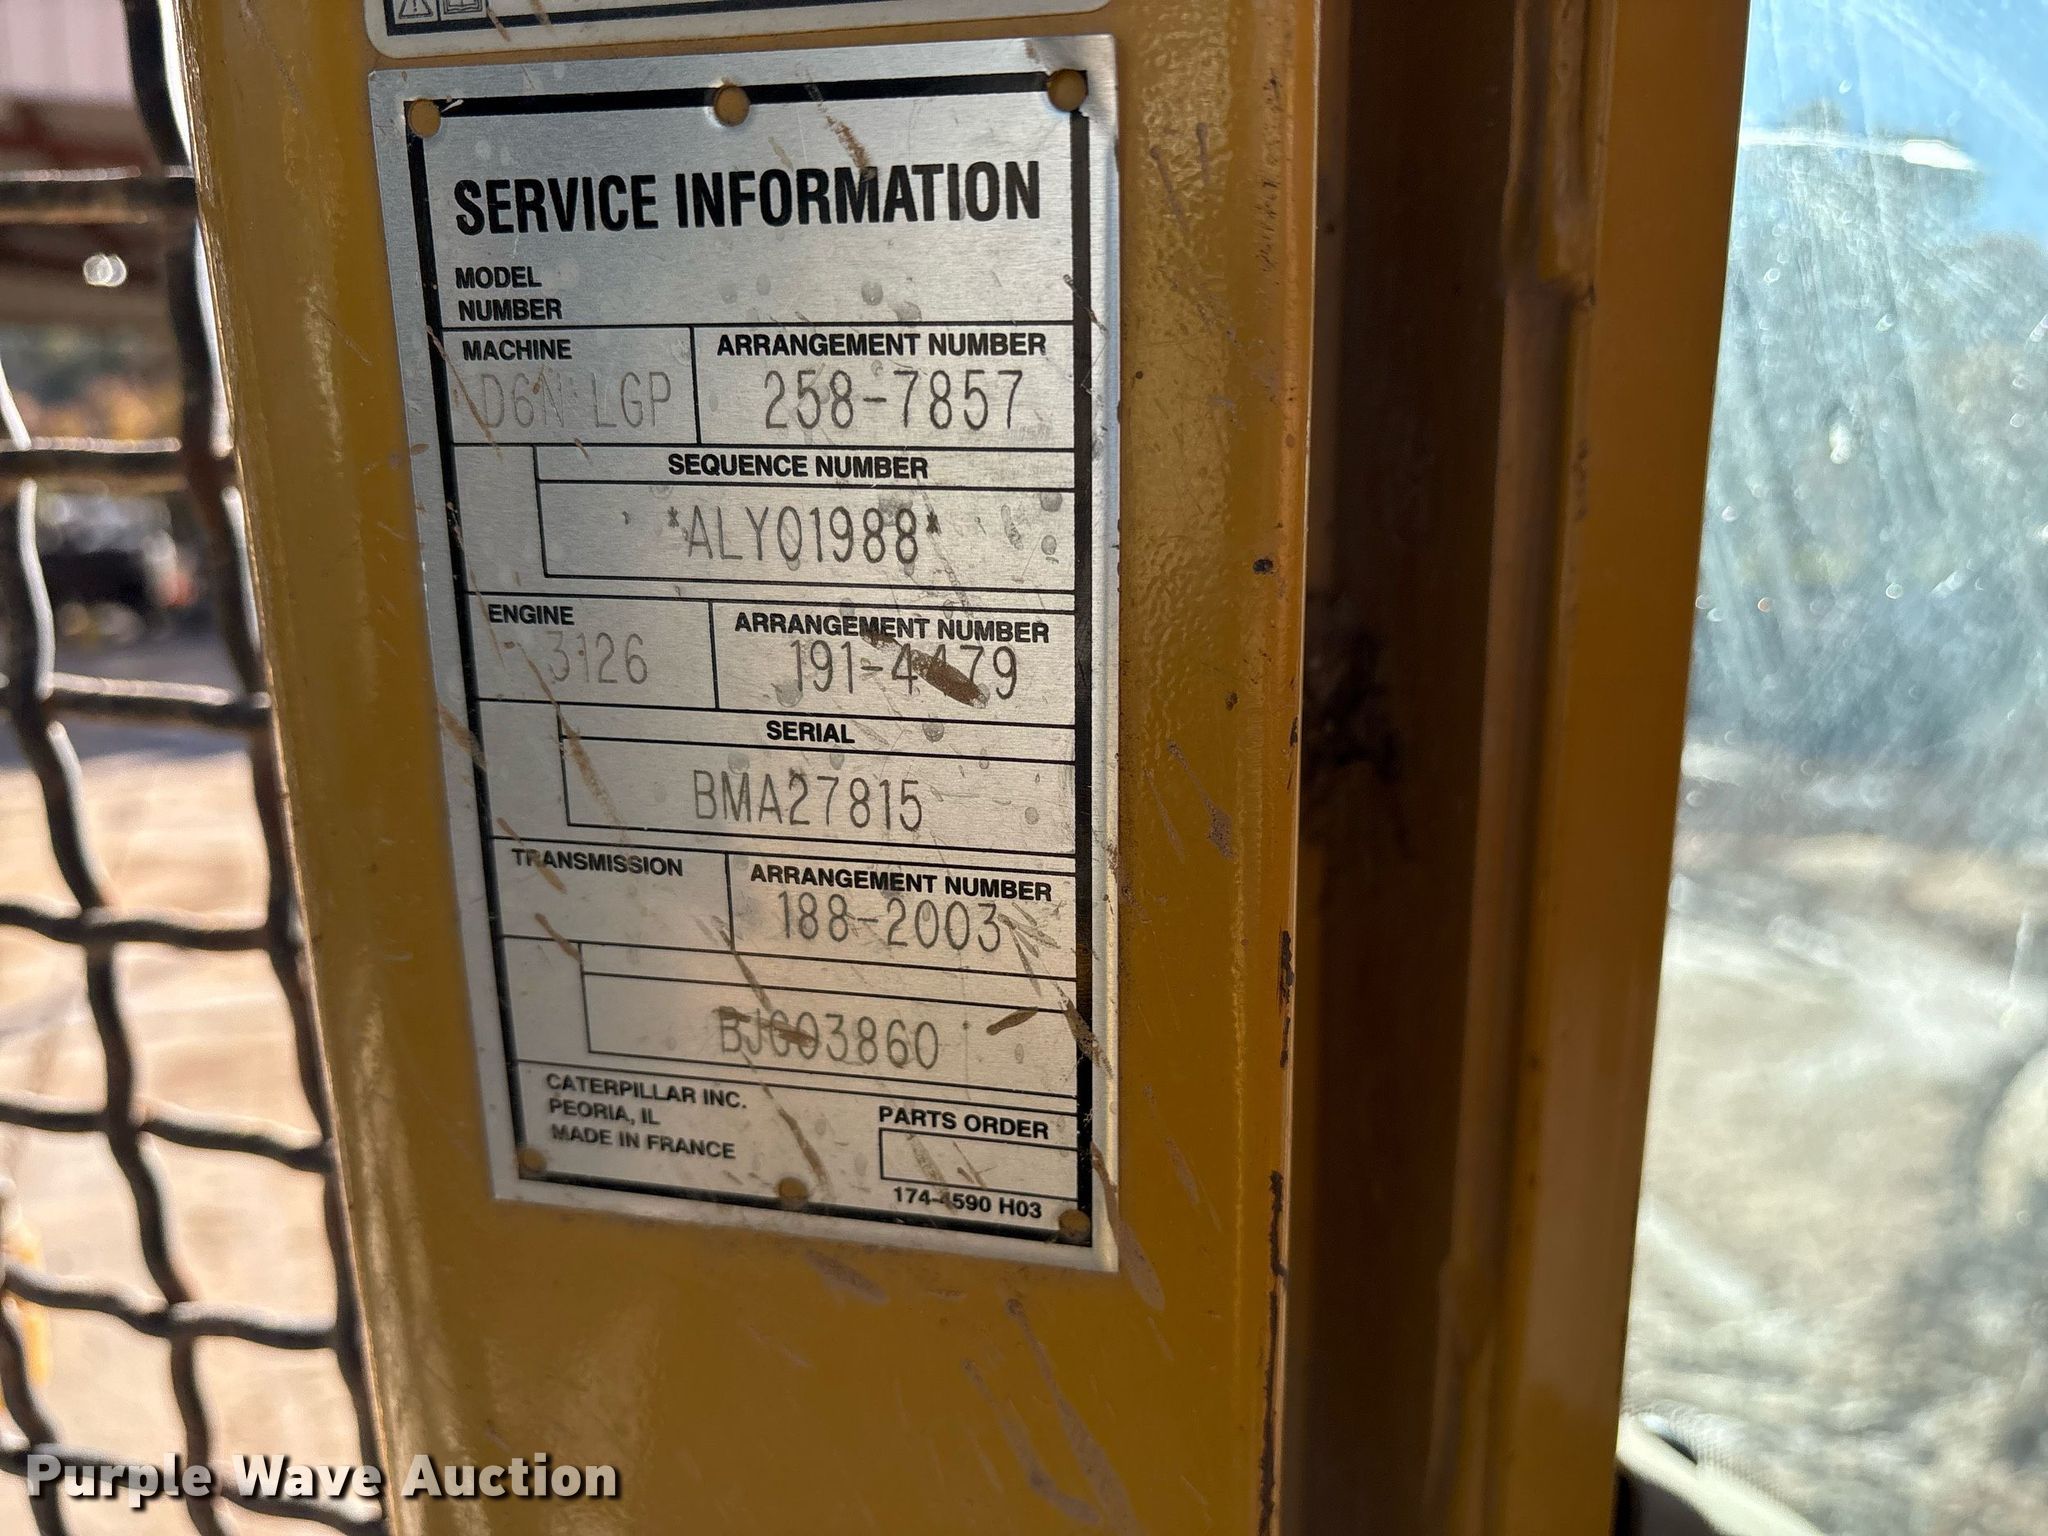 SERVICE INFORMATION
MODEL
NUMBER
MACHINE
ARRANGEMENT NUMBER
D6N LGP
258-7857
SEQUENCE NUMBER
*ALY01988*
ENGINE
ARRANGEMENT NUMBER
3126
191-4479
SERIAL
BMA27815
TRANSMISSION
ARRANGEMENT NUMBER
188-2003
BJG03860
CATERPILLAR INC.
PEORIA, IL
MADE IN FRANCE
PARTS ORDER
174-4590 H03
Purple Wave Auction